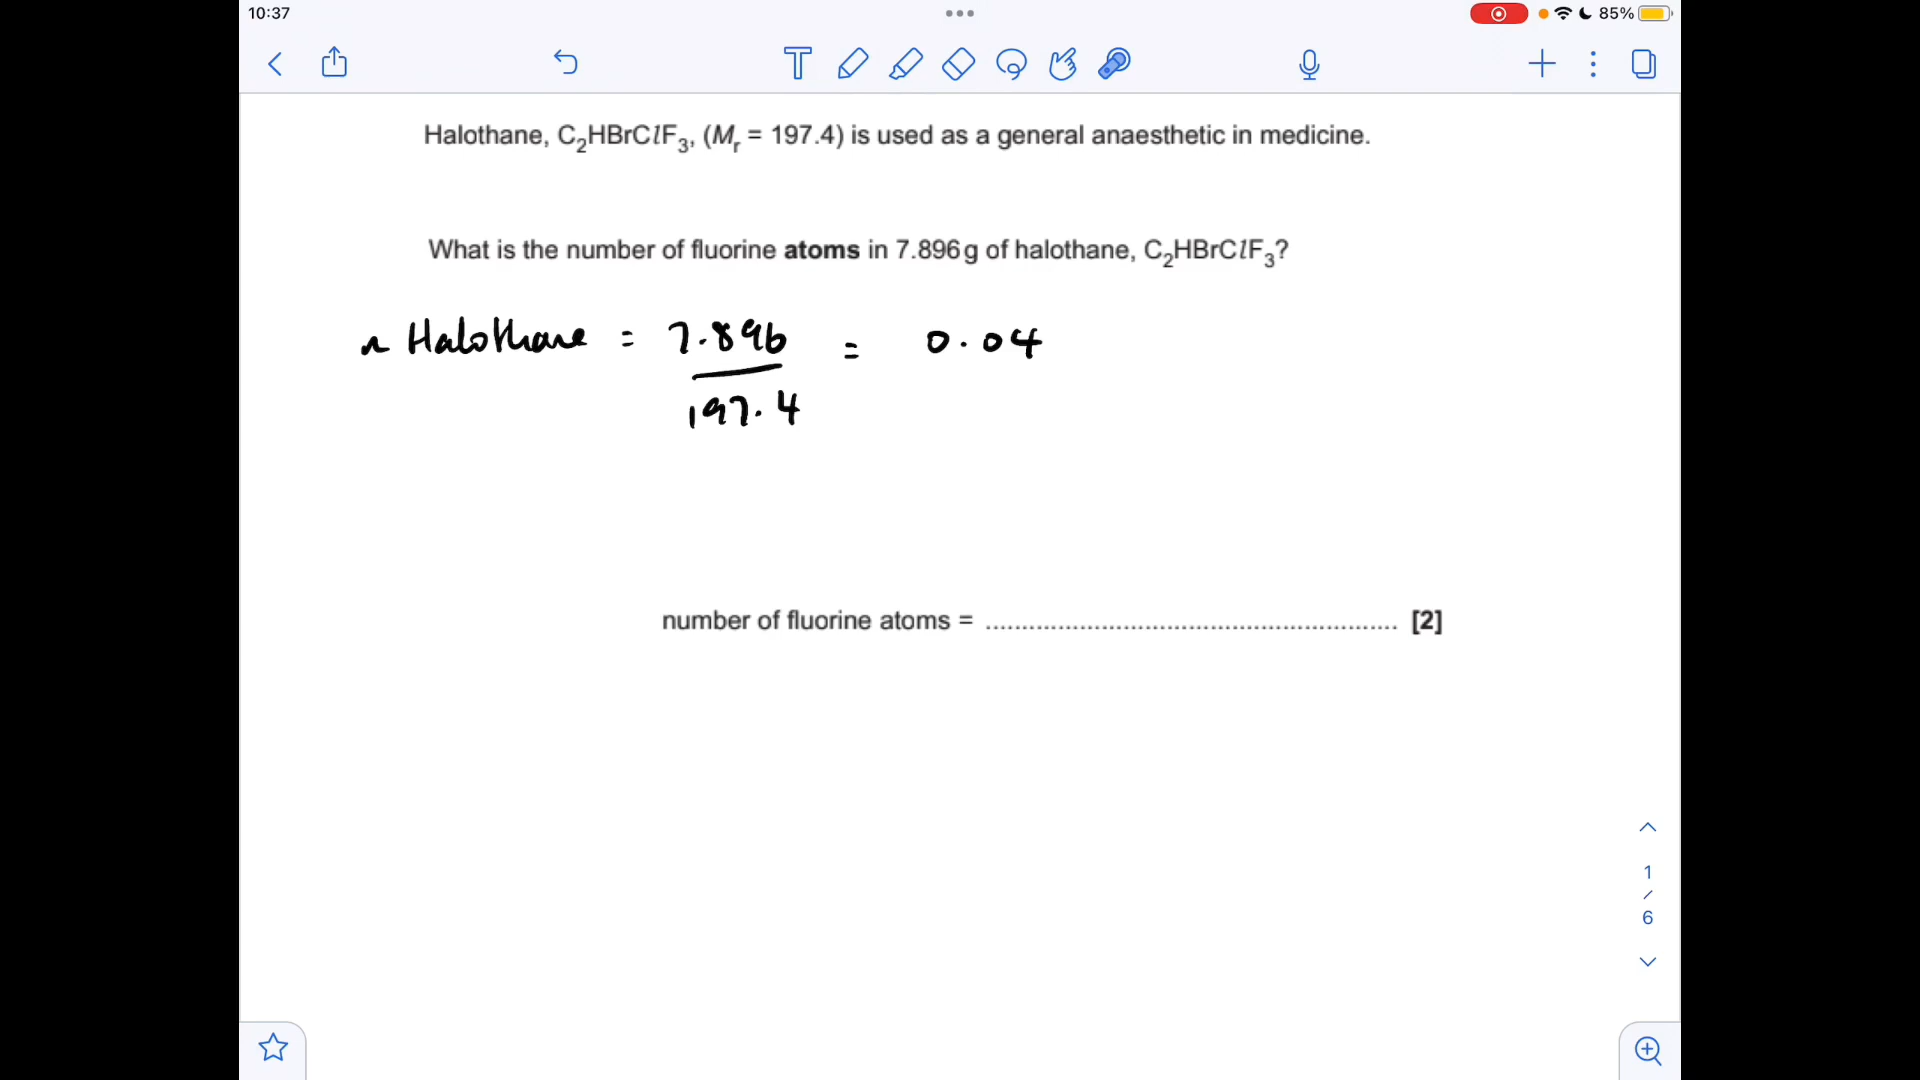 10:37
85%
Halothane, C₂HBrClF₃, (Mᵣ = 197.4) is used as a general anaesthetic in medicine.
What is the number of fluorine atoms in 7.896 g of halothane, C₂HBrClF₃?
n Halothane = 7.896 = 0.04
197.4
number of fluorine atoms = ......................................................... [2]
1
/
6